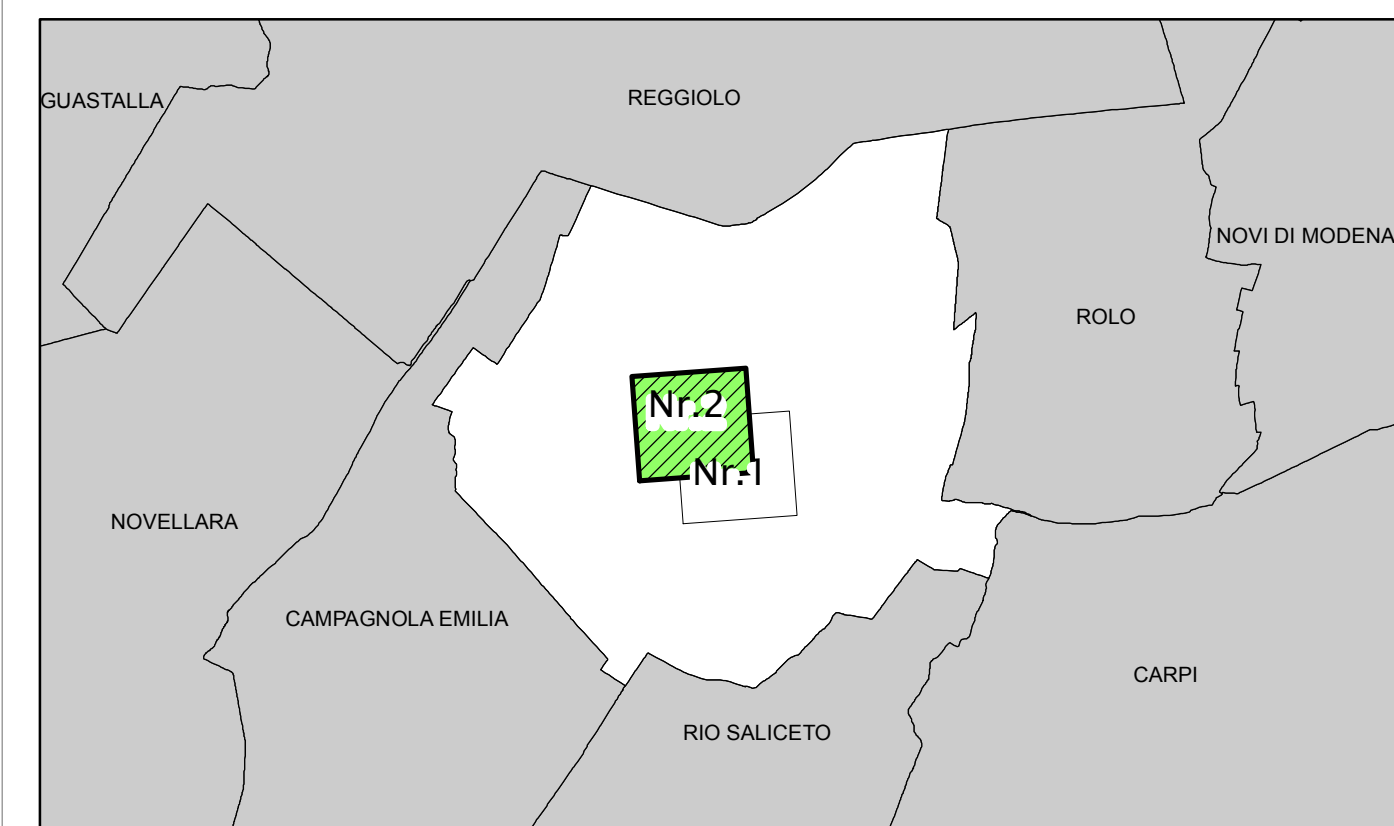 REGGIOLO
GUASTALLA
NOVI DI MODENA
ROLO
Nr.2
Nr.1
NOVELLARA
CAMPAGNOLA EMILIA
CARPI
RIO SALICETO